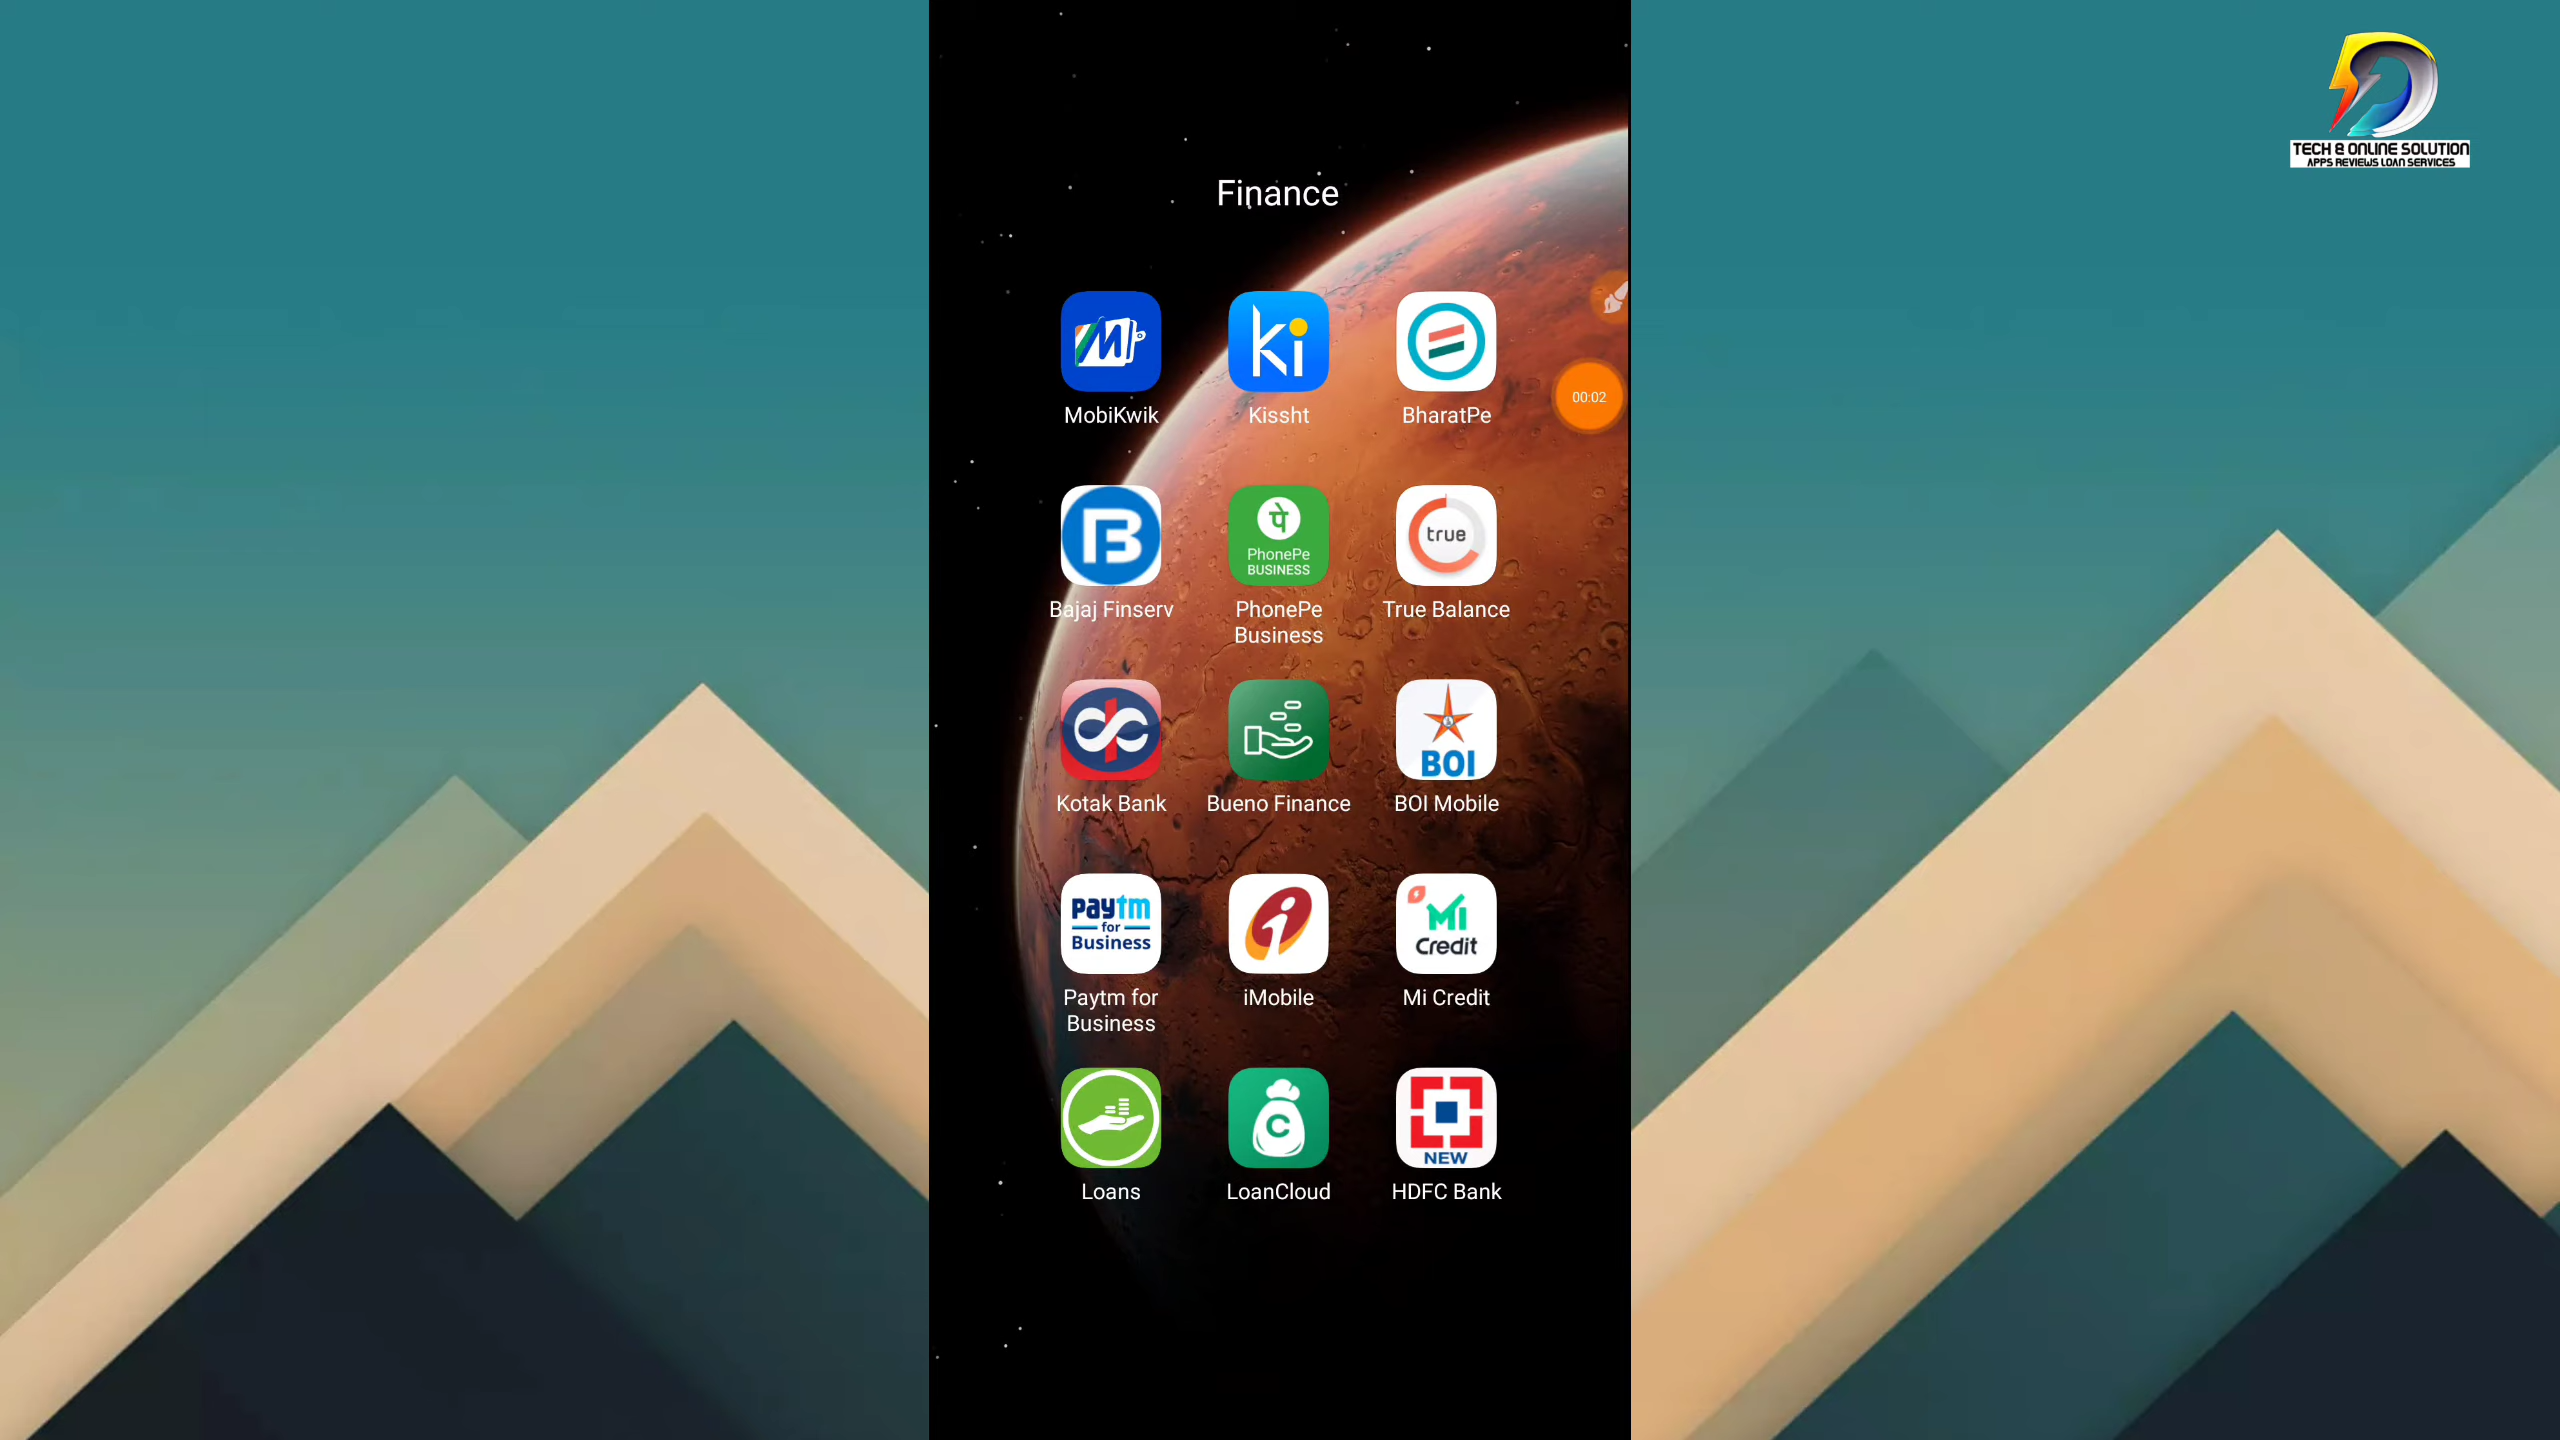 TECH & ONLINE SOLUTION
APPS REVIEWS LOAN SERVICES
Finance
MobiKwik
ki
Kissht
BharatPe
00:02
Bajaj Finserv
पे
PhonePe
BUSINESS
PhonePe
Business
true
True Balance
Kotak Bank
Bueno Finance
BOI
BOI Mobile
paytm
for
Business
Paytm for
Business
i
iMobile
Mi
Credit
Mi Credit
Loans
C
LoanCloud
NEW
HDFC Bank